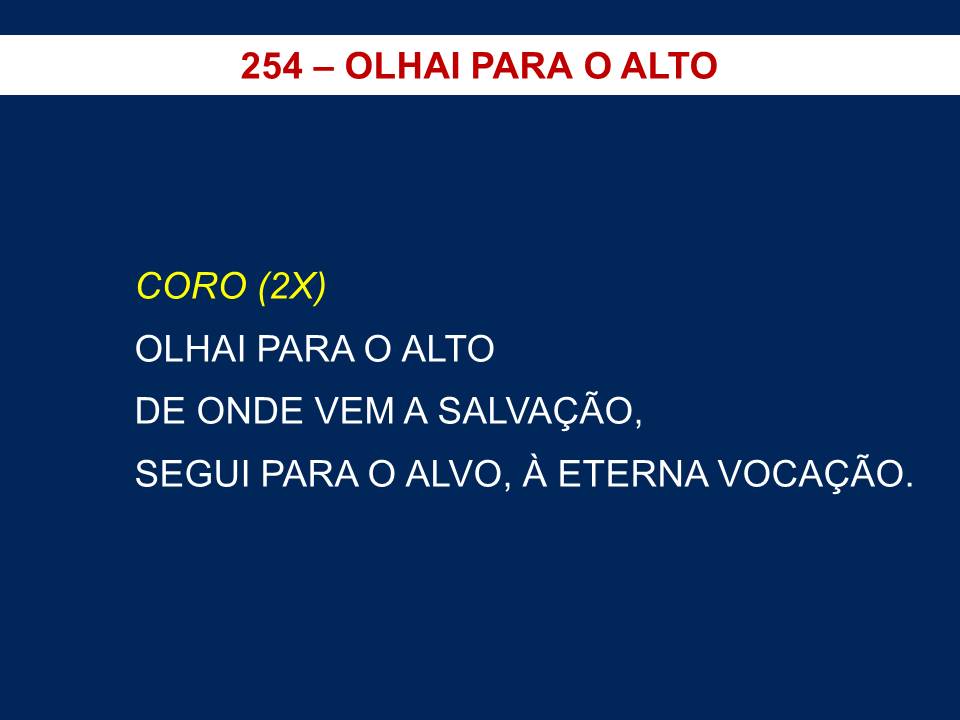 254 – OLHAI PARA O ALTO
CORO (2X)
OLHAI PARA O ALTO
DE ONDE VEM A SALVAÇÃO,
SEGUI PARA O ALVO, À ETERNA VOCAÇÃO.